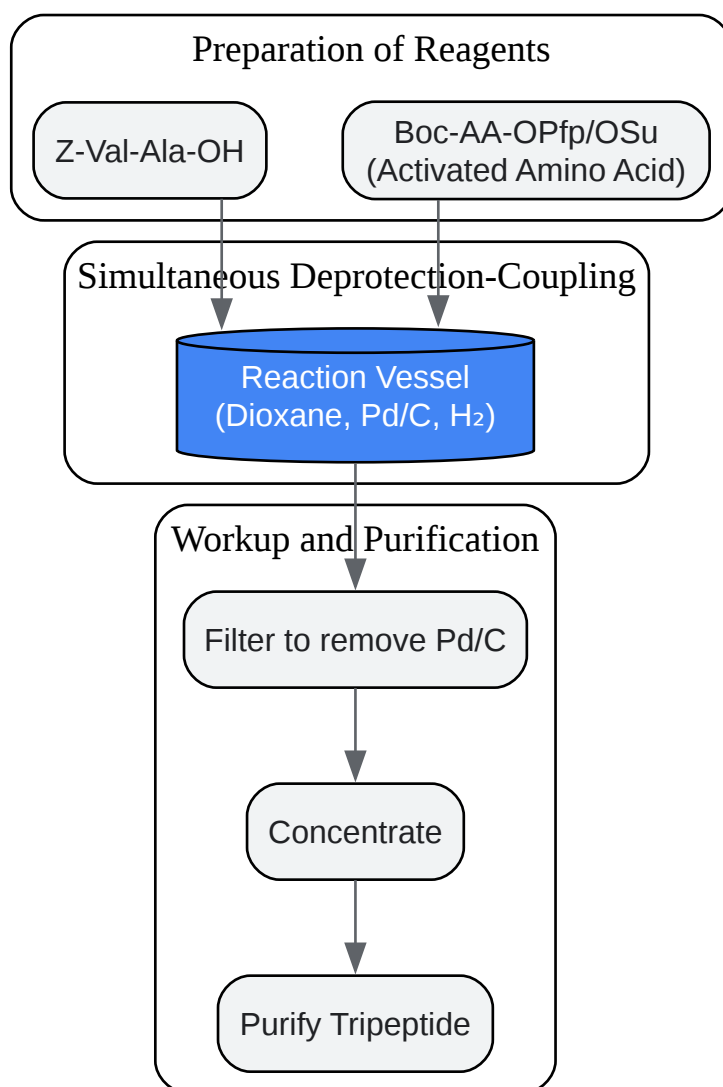 Preparation of Reagents
Z-Val-Ala-OH
Boc-AA-OPfp/OSu
(Activated Amino Acid)
Simultaneous Deprotection-Coupling
Reaction Vessel
(Dioxane, Pd/C, H₂)
Workup and Purification
Filter to remove Pd/C
Concentrate
Purify Tripeptide